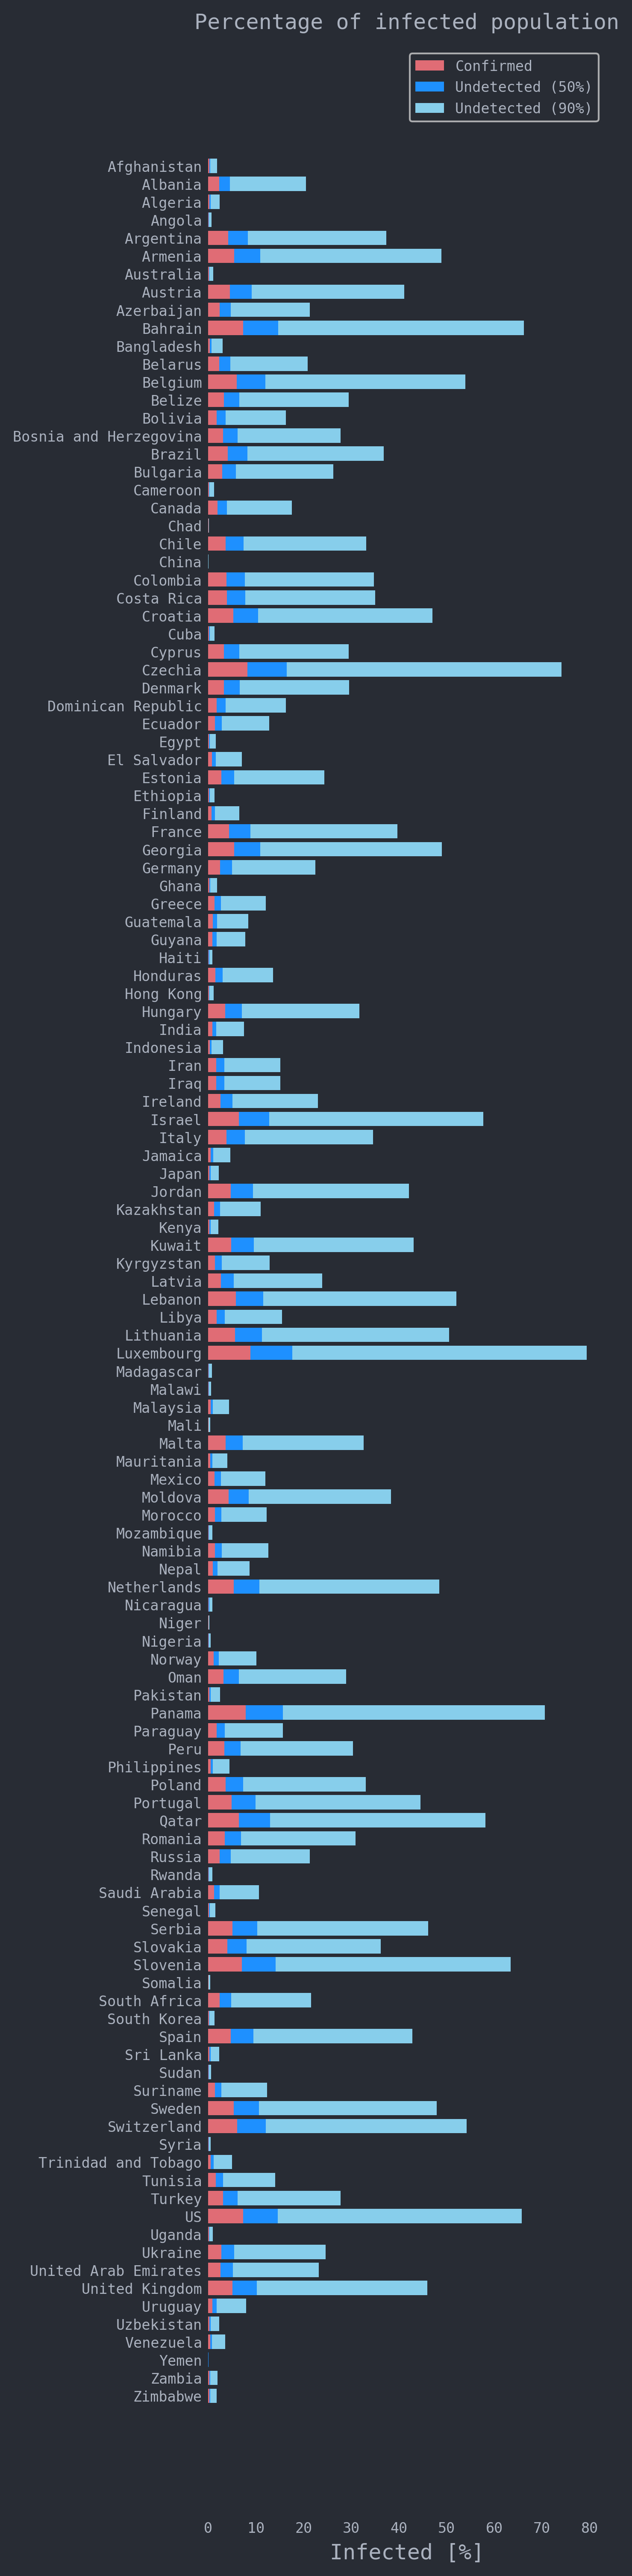 Percentage of infected population
Confirmed
Undetected (50%)
Undetected (90%)
Afghanistan
Albania
Algeria
Angola
Argentina
Armenia
Australia
Austria
Azerbaijan
Bahrain
Bangladesh
Belarus
Belgium
Belize
Bolivia
Bosnia and Herzegovina
Brazil
Bulgaria
Cameroon
Canada
Chad
Chile
China
Colombia
Costa Rica
Croatia
Cuba
Cyprus
Czechia
Denmark
Dominican Republic
Ecuador
Egypt
El Salvador
Estonia
Ethiopia
Finland
France
Georgia
Germany
Ghana
Greece
Guatemala
Guyana
Haiti
Honduras
Hong Kong
Hungary
India
Indonesia
Iran
Iraq
Ireland
Israel
Italy
Jamaica
Japan
Jordan
Kazakhstan
Kenya
Kuwait
Kyrgyzstan
Latvia
Lebanon
Libya
Lithuania
Luxembourg
Madagascar
Malawi
Malaysia
Mali
Malta
Mauritania
Mexico
Moldova
Morocco
Mozambique
Namibia
Nepal
Netherlands
Nicaragua
Niger
Nigeria
Norway
Oman
Pakistan
Panama
Paraguay
Peru
Philippines
Poland
Portugal
Qatar
Romania
Russia
Rwanda
Saudi Arabia
Senegal
Serbia
Slovakia
Slovenia
Somalia
South Africa
South Korea
Spain
Sri Lanka
Sudan
Suriname
Sweden
Switzerland
Syria
Trinidad and Tobago
Tunisia
Turkey
US
Uganda
Ukraine
United Arab Emirates
United Kingdom
Uruguay
Uzbekistan
Venezuela
Yemen
Zambia
Zimbabwe
0 10 20 30 40 50 60 70 80
Infected [%]